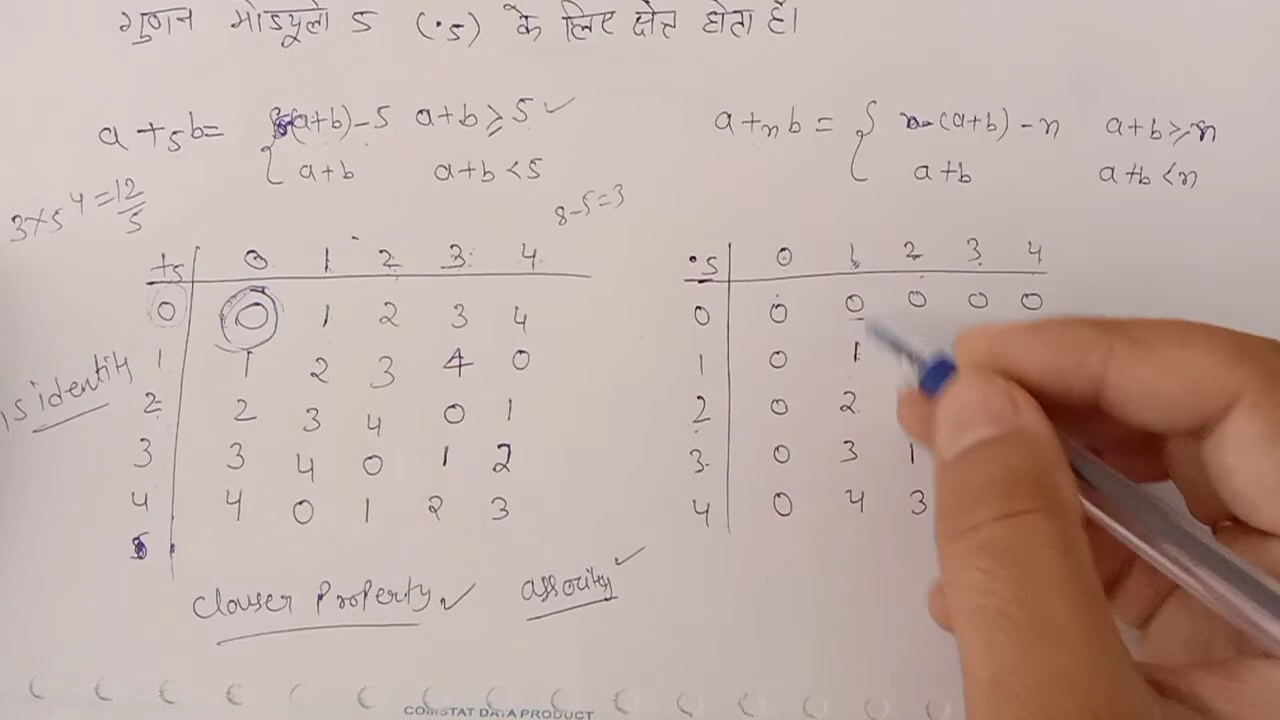 गुणन मोड्यूलो 5 (·5) के लिए क्षेत्र होता है।
a +5 b = { (a+b) - 5 a+b ≥ 5 ✓
a+b a+b < 5
a +n b = { (a+b) - n a+b ≥ n
a+b a+b < n
3×5 4 = 12/5
8-5=3
+5 0 1 2 3 4
0 0 1 2 3 4
1 1 2 3 4 0
2 2 3 4 0 1
3 3 4 0 1 2
4 4 0 1 2 3
·5 0 1 2 3 4
0 0 0 0 0 0
1 0 1
2 0 2
3 0 3 1
4 0 4 3
is identity
Clouser Property ✓ associty ✓
COMSTAT DATA PRODUCT